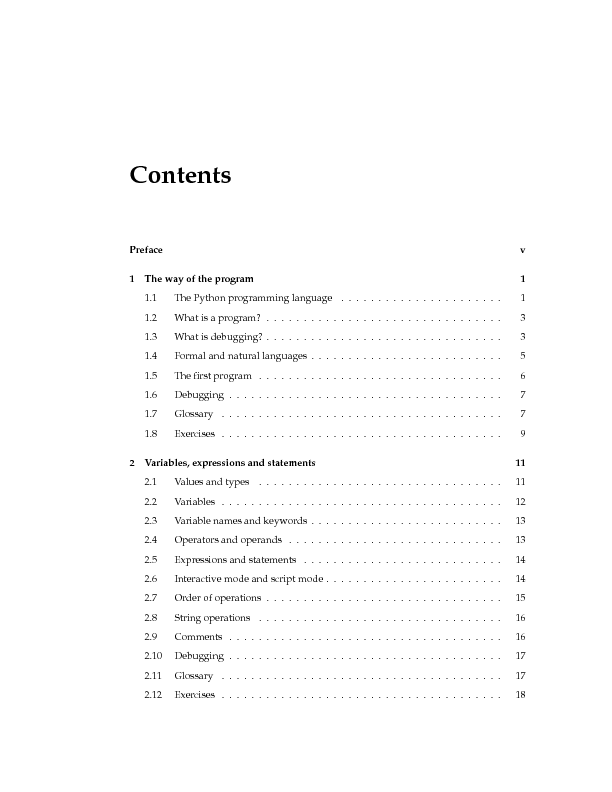 Contents
Preface v
1 The way of the program 1
1.1 The Python programming language . . . . . . . . . . . . . . . . . . . . . . 1
1.2 What is a program? . . . . . . . . . . . . . . . . . . . . . . . . . . . . . . . 3
1.3 What is debugging? . . . . . . . . . . . . . . . . . . . . . . . . . . . . . . . 3
1.4 Formal and natural languages . . . . . . . . . . . . . . . . . . . . . . . . . 5
1.5 The first program . . . . . . . . . . . . . . . . . . . . . . . . . . . . . . . . 6
1.6 Debugging . . . . . . . . . . . . . . . . . . . . . . . . . . . . . . . . . . . . 7
1.7 Glossary . . . . . . . . . . . . . . . . . . . . . . . . . . . . . . . . . . . . . 7
1.8 Exercises . . . . . . . . . . . . . . . . . . . . . . . . . . . . . . . . . . . . . 9
2 Variables, expressions and statements 11
2.1 Values and types . . . . . . . . . . . . . . . . . . . . . . . . . . . . . . . . 11
2.2 Variables . . . . . . . . . . . . . . . . . . . . . . . . . . . . . . . . . . . . . 12
2.3 Variable names and keywords . . . . . . . . . . . . . . . . . . . . . . . . . 13
2.4 Operators and operands . . . . . . . . . . . . . . . . . . . . . . . . . . . . 13
2.5 Expressions and statements . . . . . . . . . . . . . . . . . . . . . . . . . . 14
2.6 Interactive mode and script mode . . . . . . . . . . . . . . . . . . . . . . . 14
2.7 Order of operations . . . . . . . . . . . . . . . . . . . . . . . . . . . . . . . 15
2.8 String operations . . . . . . . . . . . . . . . . . . . . . . . . . . . . . . . . 16
2.9 Comments . . . . . . . . . . . . . . . . . . . . . . . . . . . . . . . . . . . . 16
2.10 Debugging . . . . . . . . . . . . . . . . . . . . . . . . . . . . . . . . . . . . 17
2.11 Glossary . . . . . . . . . . . . . . . . . . . . . . . . . . . . . . . . . . . . . 17
2.12 Exercises . . . . . . . . . . . . . . . . . . . . . . . . . . . . . . . . . . . . . 18